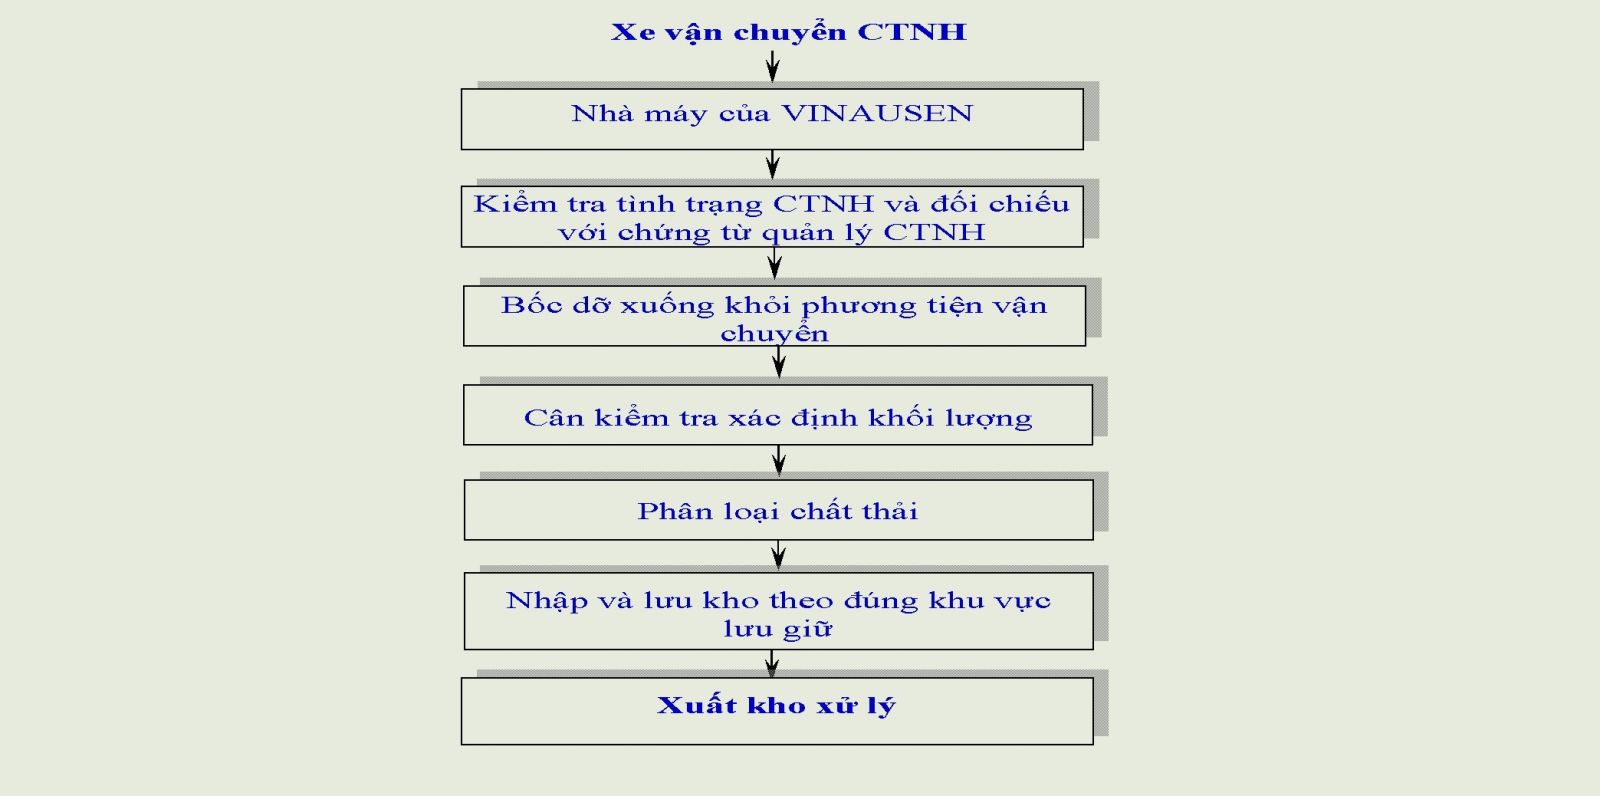 Xe vận chuyển CTNH
Nhà máy của VINAUSEN
Kiểm tra tình trạng CTNH và đối chiếu
với chứng từ quản lý CTNH
Bốc dỡ xuống khỏi phương tiện vận
chuyển
Cân kiểm tra xác định khối lượng
Phân loại chất thải
Nhập và lưu kho theo đúng khu vực
lưu giữ
Xuất kho xử lý